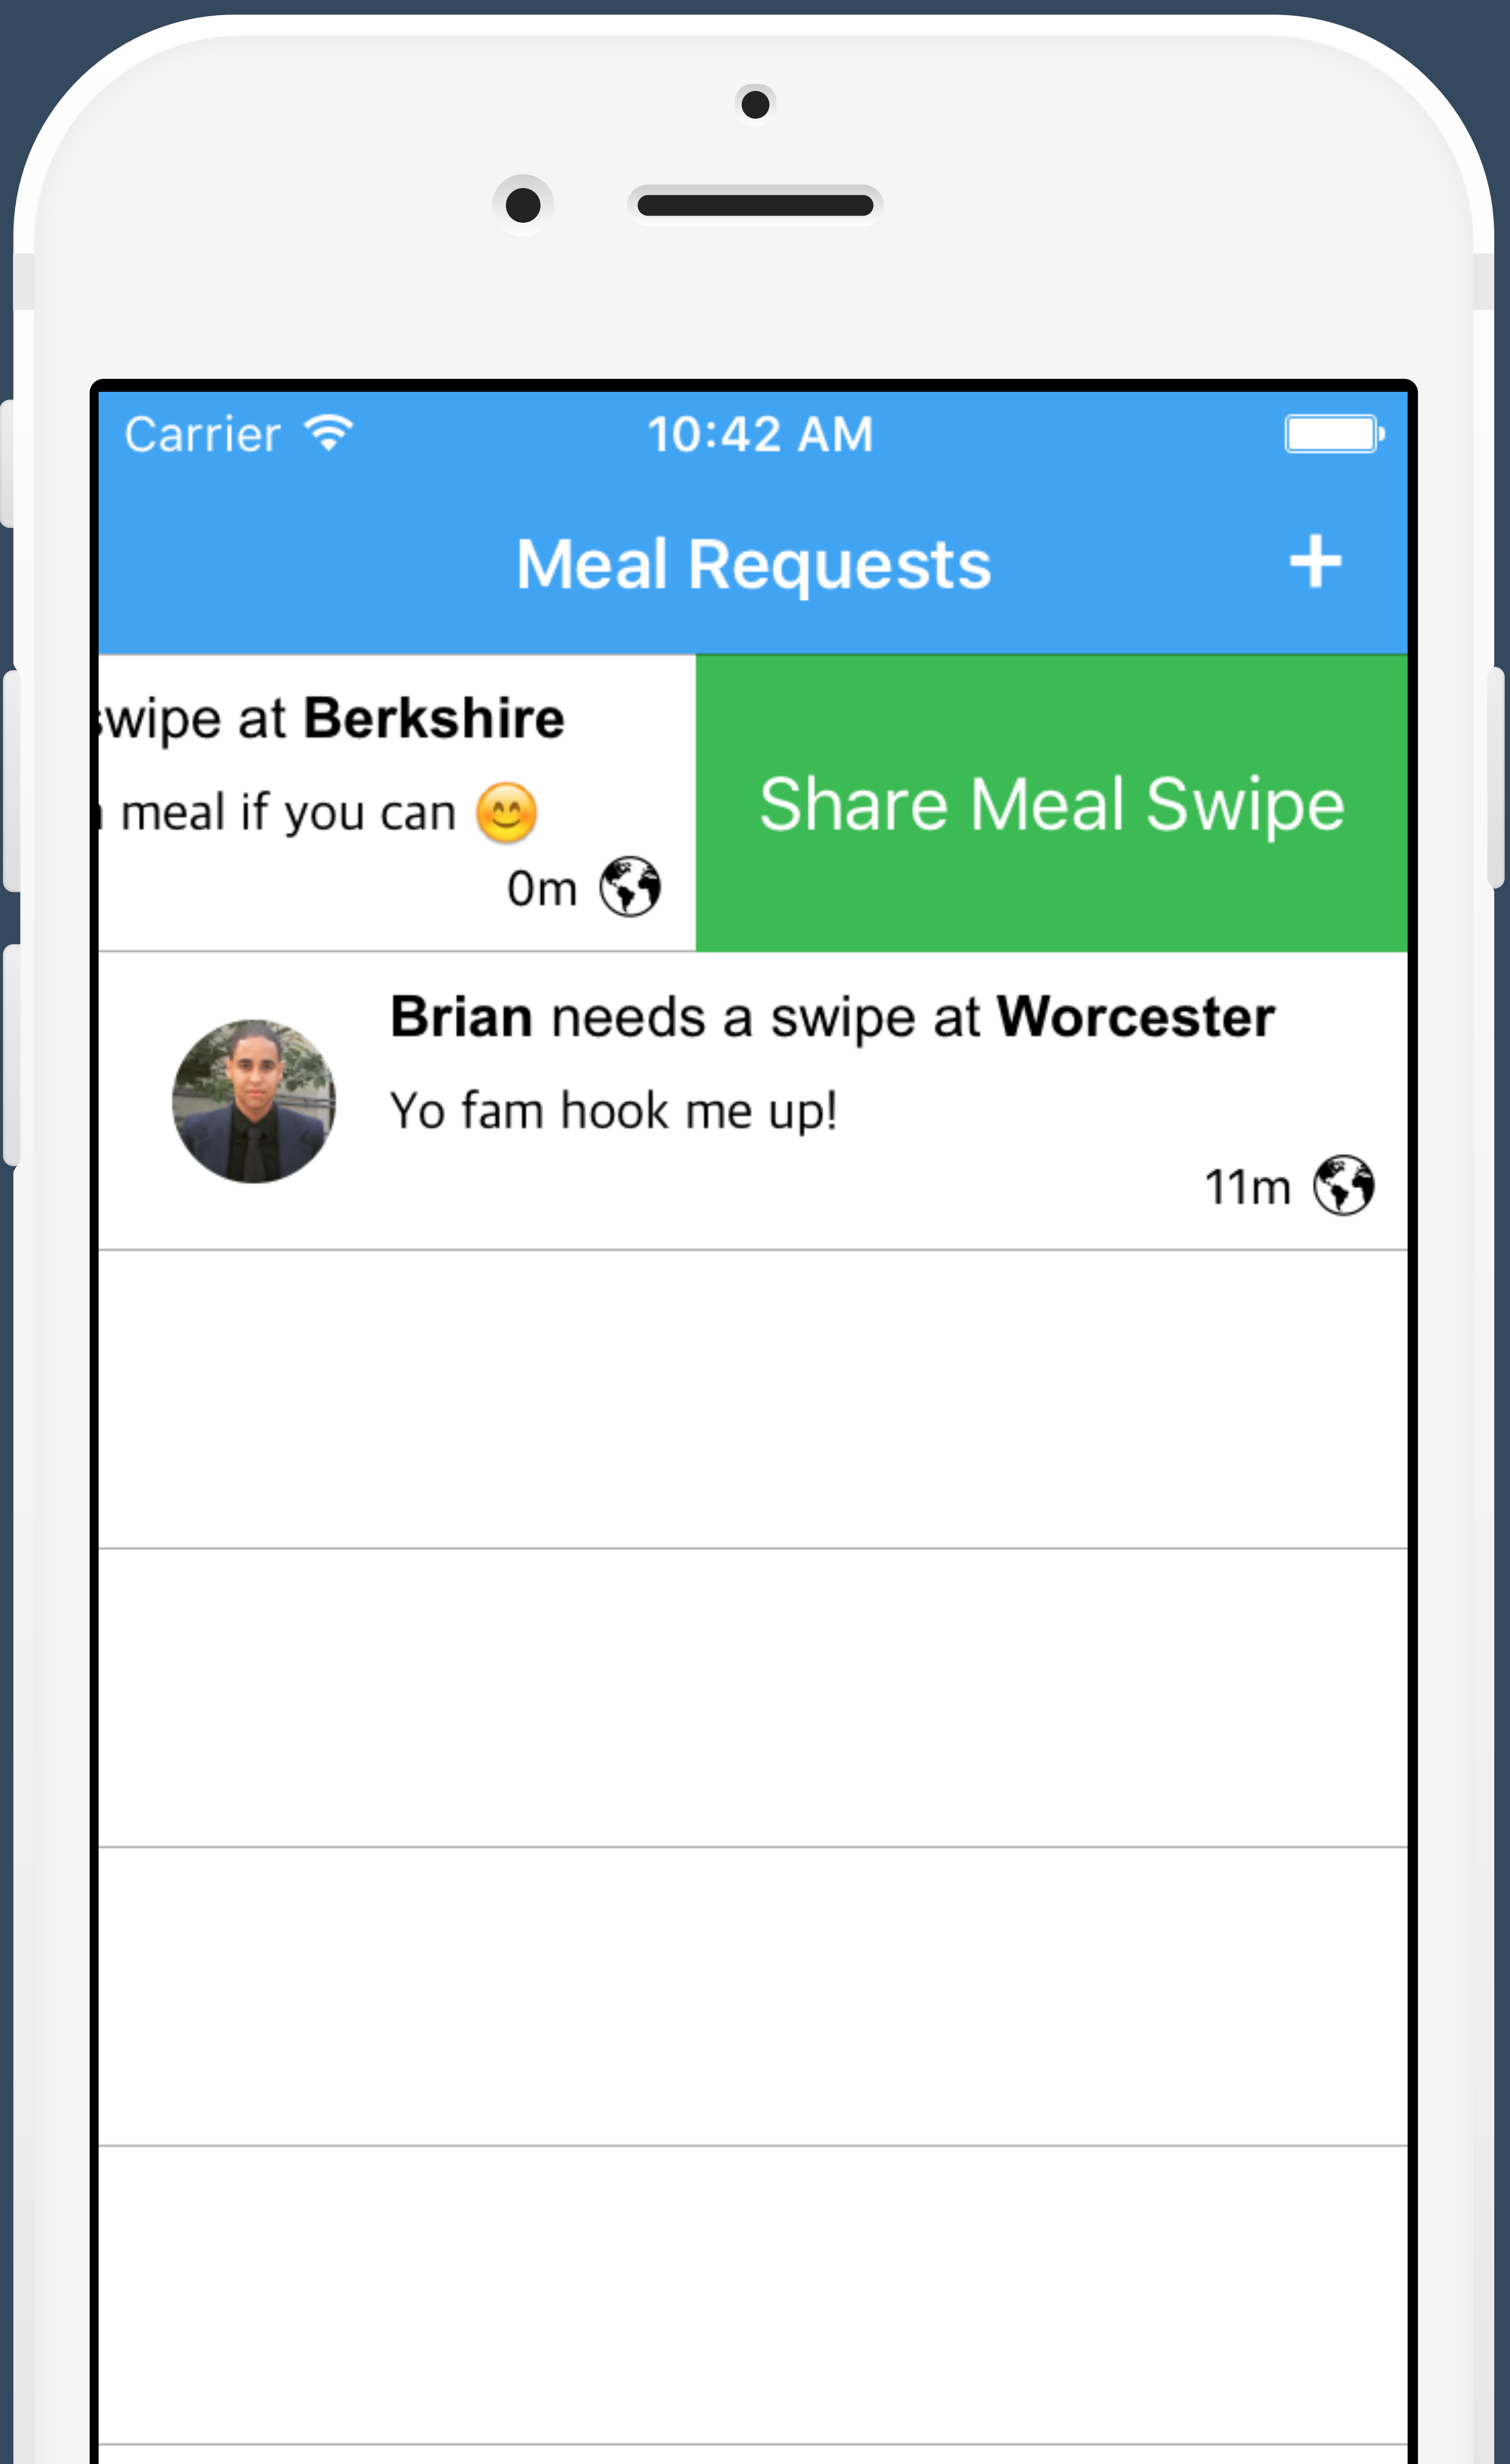 Carrier 10:42 AM
Meal Requests +
swipe at Berkshire
meal if you can 😊
0m
Share Meal Swipe
Brian needs a swipe at Worcester
Yo fam hook me up!
11m